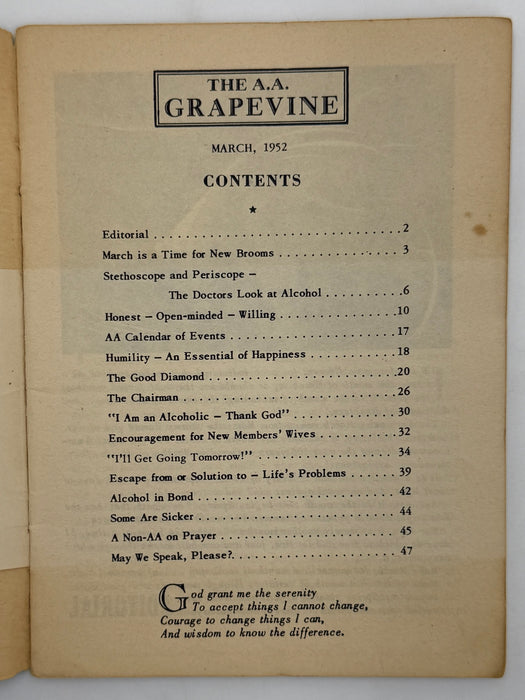 THE A.A.
GRAPEVINE
MARCH, 1952
CONTENTS
Editorial . . . . . . . . . . . . . . . . . . . . . . . . . . . . . . . 2
March is a Time for New Brooms . . . . . . . . . . . . . . . 3
Stethoscope and Periscope –
The Doctors Look at Alcohol . . . . . . . . . . 6
Honest – Open-minded – Willing . . . . . . . . . . . . . . . 10
AA Calendar of Events . . . . . . . . . . . . . . . . . . . . . 17
Humility – An Essential of Happiness . . . . . . . . . . . 18
The Good Diamond . . . . . . . . . . . . . . . . . . . . . . . . 20
The Chairman . . . . . . . . . . . . . . . . . . . . . . . . . . . 26
"I Am an Alcoholic – Thank God" . . . . . . . . . . . . . 30
Encouragement for New Members' Wives . . . . . . . . . . 32
"I'll Get Going Tomorrow!" . . . . . . . . . . . . . . . . . 34
Escape from or Solution to – Life's Problems . . . . . . 39
Alcohol in Bond . . . . . . . . . . . . . . . . . . . . . . . . . 42
Some Are Sicker . . . . . . . . . . . . . . . . . . . . . . . . . 44
A Non-AA on Prayer . . . . . . . . . . . . . . . . . . . . . . 45
May We Speak, Please?. . . . . . . . . . . . . . . . . . . . . 47
God grant me the serenity
To accept things I cannot change,
Courage to change things I can,
And wisdom to know the difference.